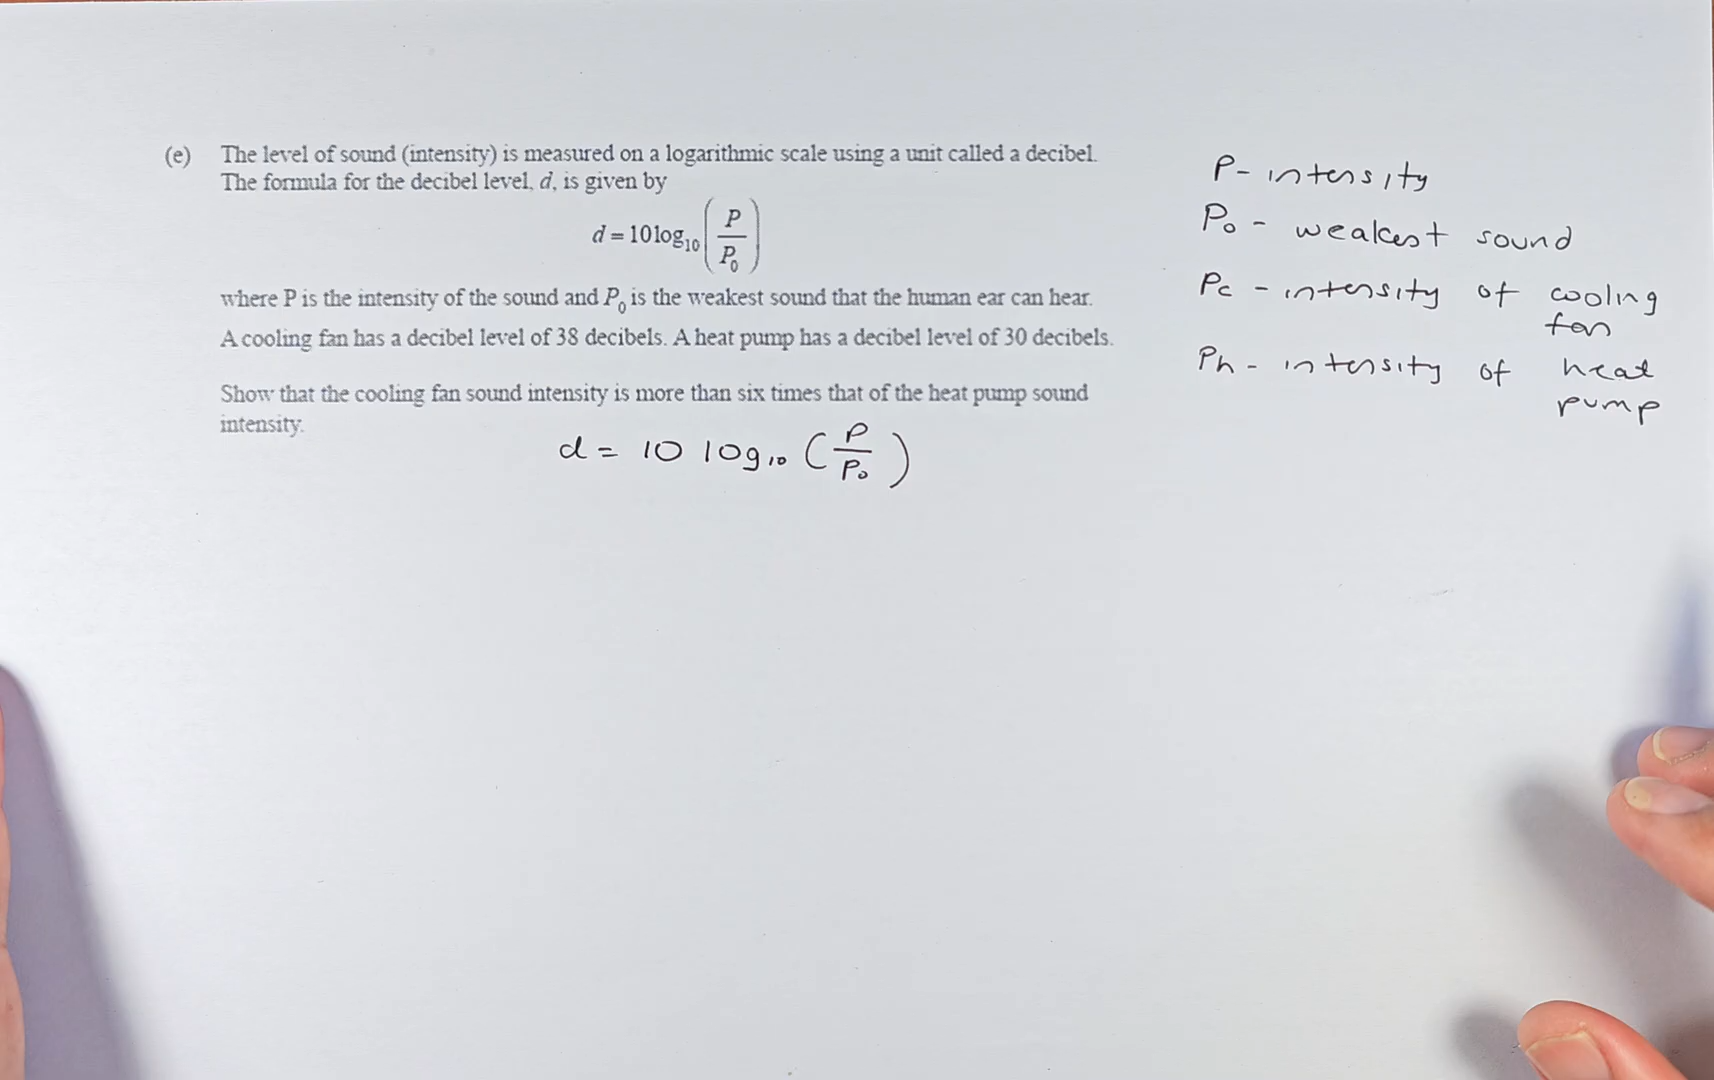 (e) The level of sound (intensity) is measured on a logarithmic scale using a unit called a decibel.
The formula for the decibel level, d, is given by
d = 10log₁₀(P/P₀)
where P is the intensity of the sound and P₀ is the weakest sound that the human ear can hear.
A cooling fan has a decibel level of 38 decibels. A heat pump has a decibel level of 30 decibels.
Show that the cooling fan sound intensity is more than six times that of the heat pump sound
intensity.
d = 10 log₁₀ (P/P₀)
P - intensity
P₀ - weakest sound
Pc - intensity of cooling
fan
Ph - intensity of heat
pump